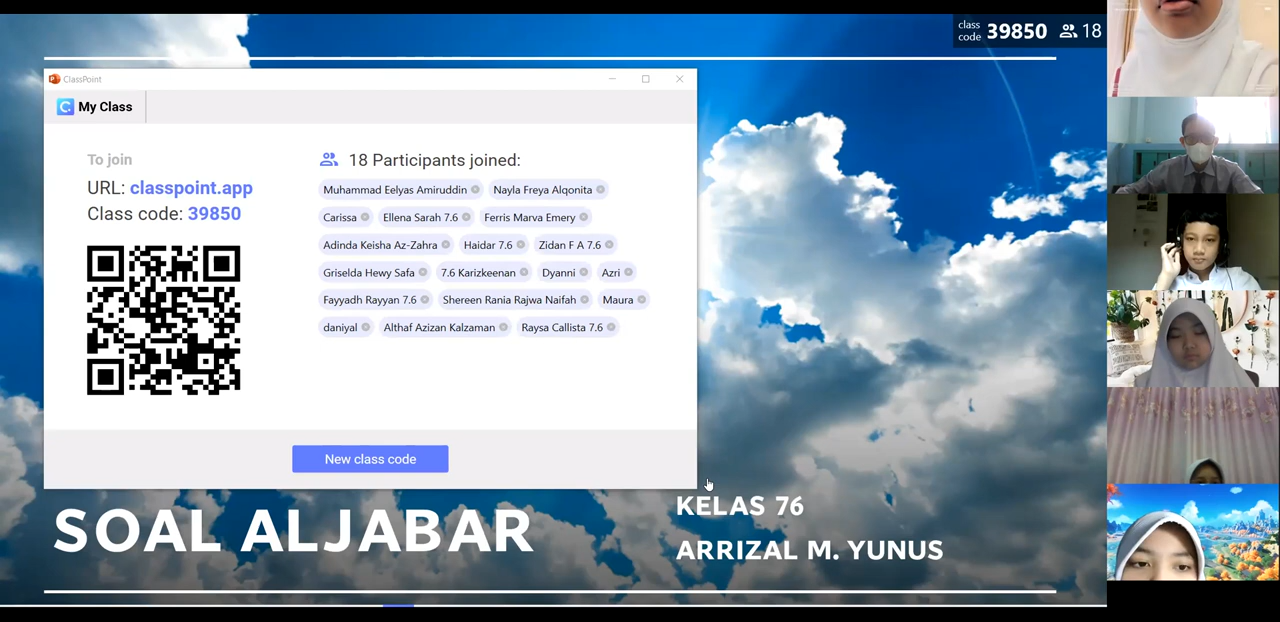 class code 39850 18
ClassPoint
My Class
To join
URL: classpoint.app
Class code: 39850
18 Participants joined:
Muhammad Eelyas Amiruddin Nayla Freya Alqonita
Carissa Ellena Sarah 7.6 Ferris Marva Emery
Adinda Keisha Az-Zahra Haidar 7.6 Zidan F A 7.6
Griselda Hewy Safa 7.6 Karizkeenan Dyanni Azri
Fayyadh Rayyan 7.6 Shereen Rania Rajwa Naifah Maura
daniyal Althaf Azizan Kalzaman Raysa Callista 7.6
New class code
SOAL ALJABAR
KELAS 76
ARRIZAL M. YUNUS